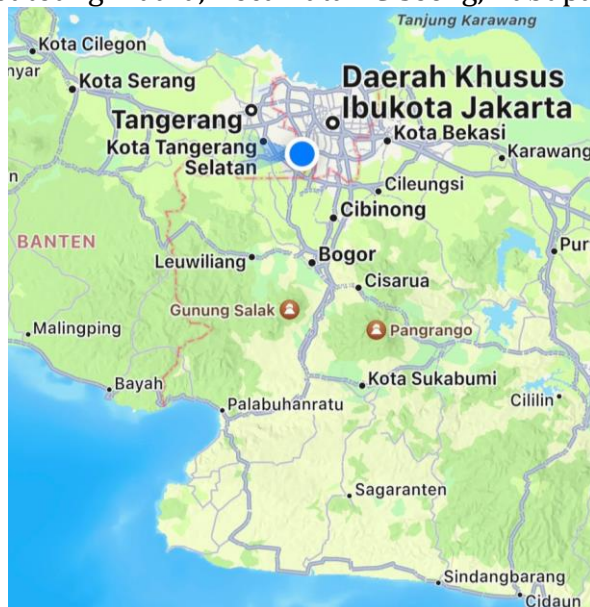 Tanjung Karawang
Kota Cilegon
Kota Serang
Daerah Khusus
Ibukota Jakarta
Tangerang
Kota Tangerang
Selatan
Kota Bekasi
Karawang
Cileungsi
Cibinong
BANTEN
Leuwiliang
Bogor
Pur
Cisarua
Gunung Salak
Pangrango
Malingping
Bayah
Kota Sukabumi
Palabuhanratu
Cililin
Sagaranten
Sindangbarang
Cidaun